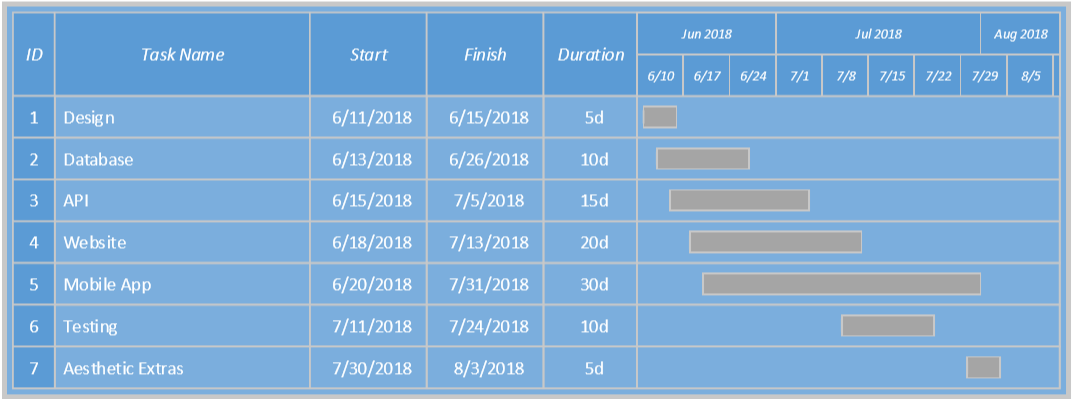 ID Task Name Start Finish Duration Jun 2018 Jul 2018 Aug 2018
6/10 6/17 6/24 7/1 7/8 7/15 7/22 7/29 8/5
1 Design 6/11/2018 6/15/2018 5d
2 Database 6/13/2018 6/26/2018 10d
3 API 6/15/2018 7/5/2018 15d
4 Website 6/18/2018 7/13/2018 20d
5 Mobile App 6/20/2018 7/31/2018 30d
6 Testing 7/11/2018 7/24/2018 10d
7 Aesthetic Extras 7/30/2018 8/3/2018 5d